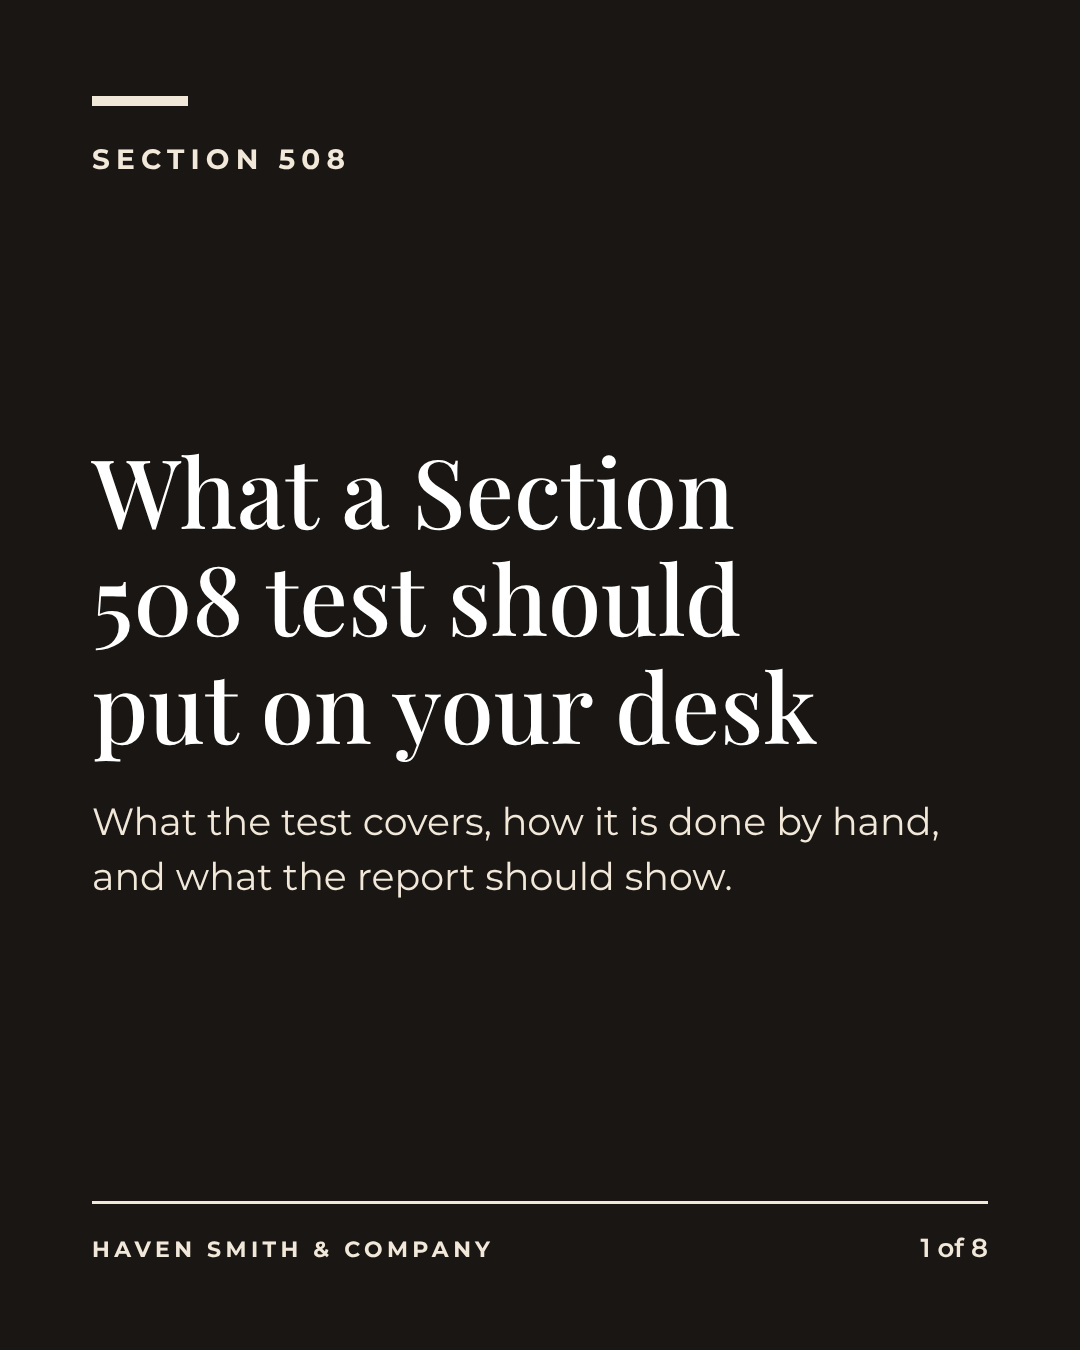 SECTION 508
What a Section
508 test should
put on your desk
What the test covers, how it is done by hand,
and what the report should show.
HAVEN SMITH & COMPANY
1 of 8